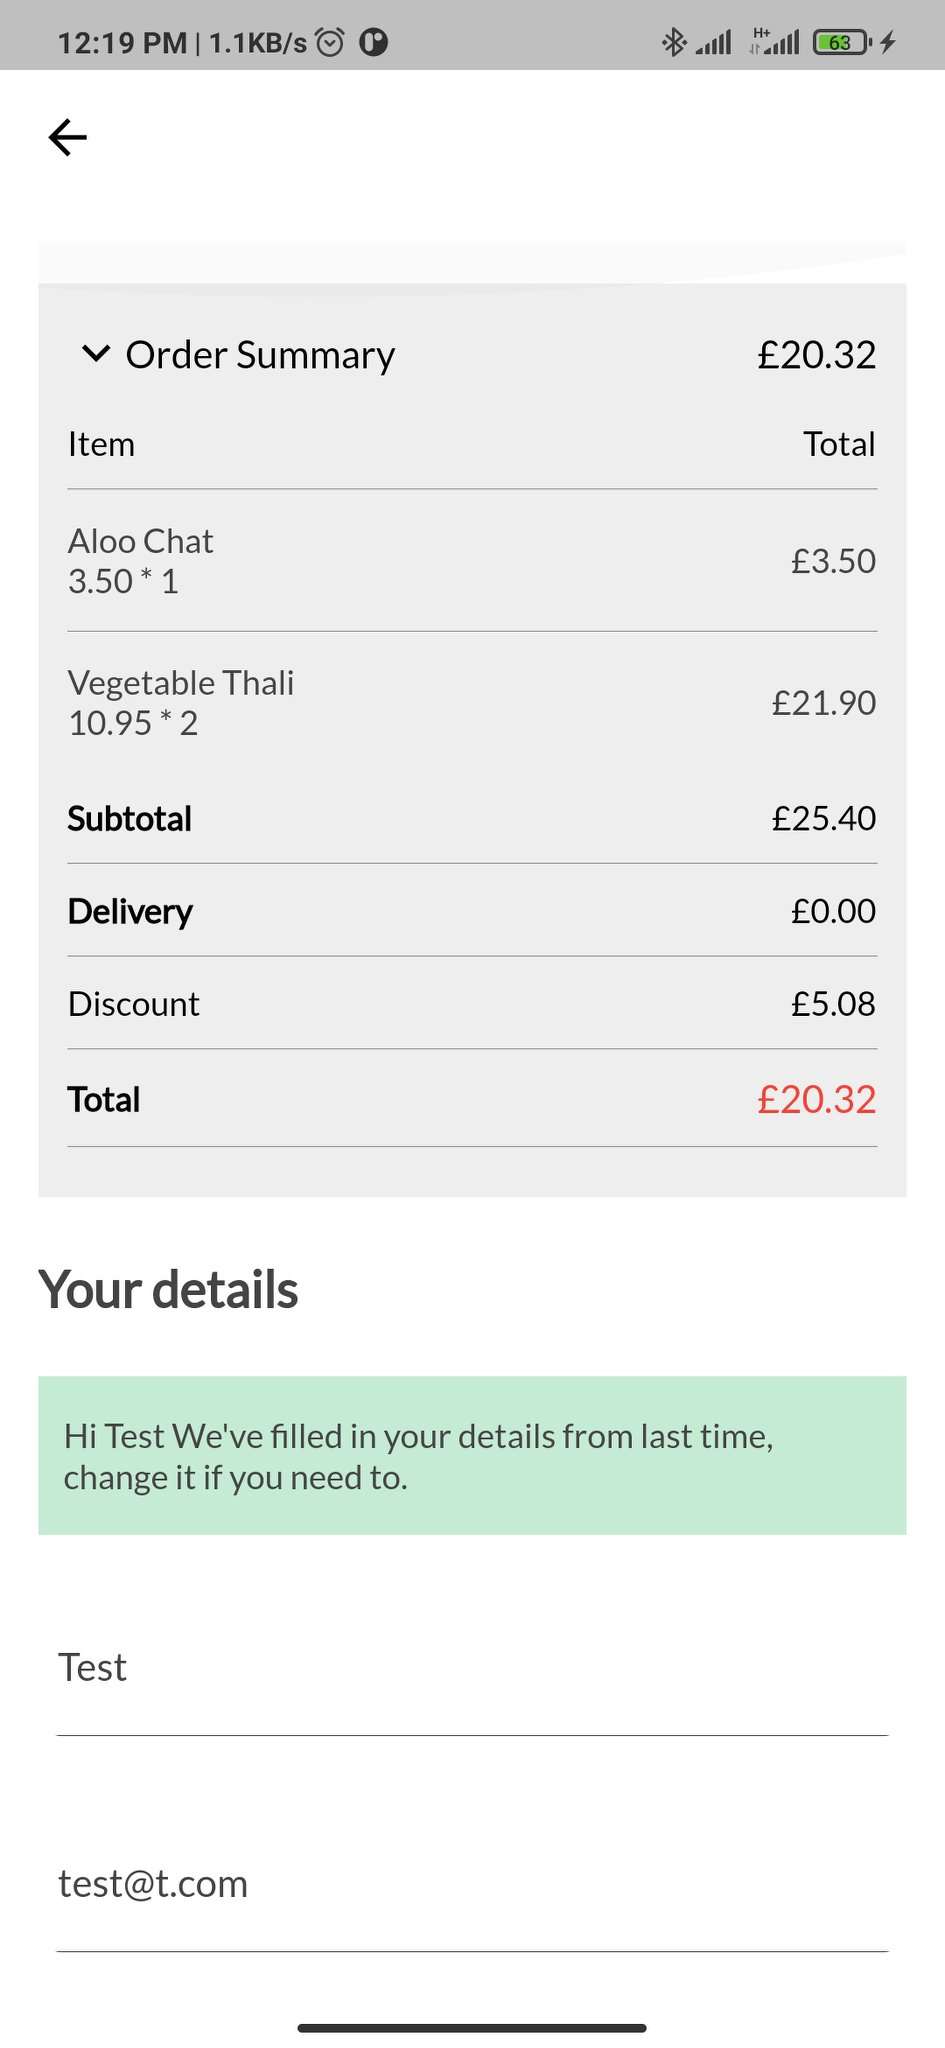 12:19 PM | 1.1KB/s
H+
63
Order Summary £20.32
Item Total
Aloo Chat
3.50 * 1 £3.50
Vegetable Thali
10.95 * 2 £21.90
Subtotal £25.40
Delivery £0.00
Discount £5.08
Total £20.32
Your details
Hi Test We've filled in your details from last time,
change it if you need to.
Test
test@t.com